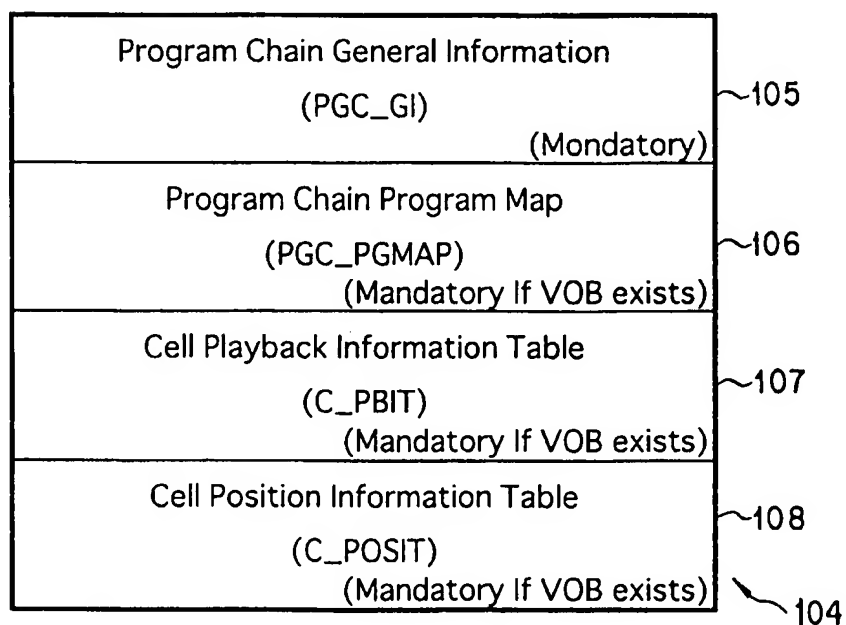 Program Chain General Information
(PGC_GI)
(Mondatory)
105
Program Chain Program Map
(PGC_PGMAP)
(Mandatory If VOB exists)
106
Cell Playback Information Table
(C_PBIT)
(Mandatory If VOB exists)
107
Cell Position Information Table
(C_POSIT)
(Mandatory If VOB exists)
108
104